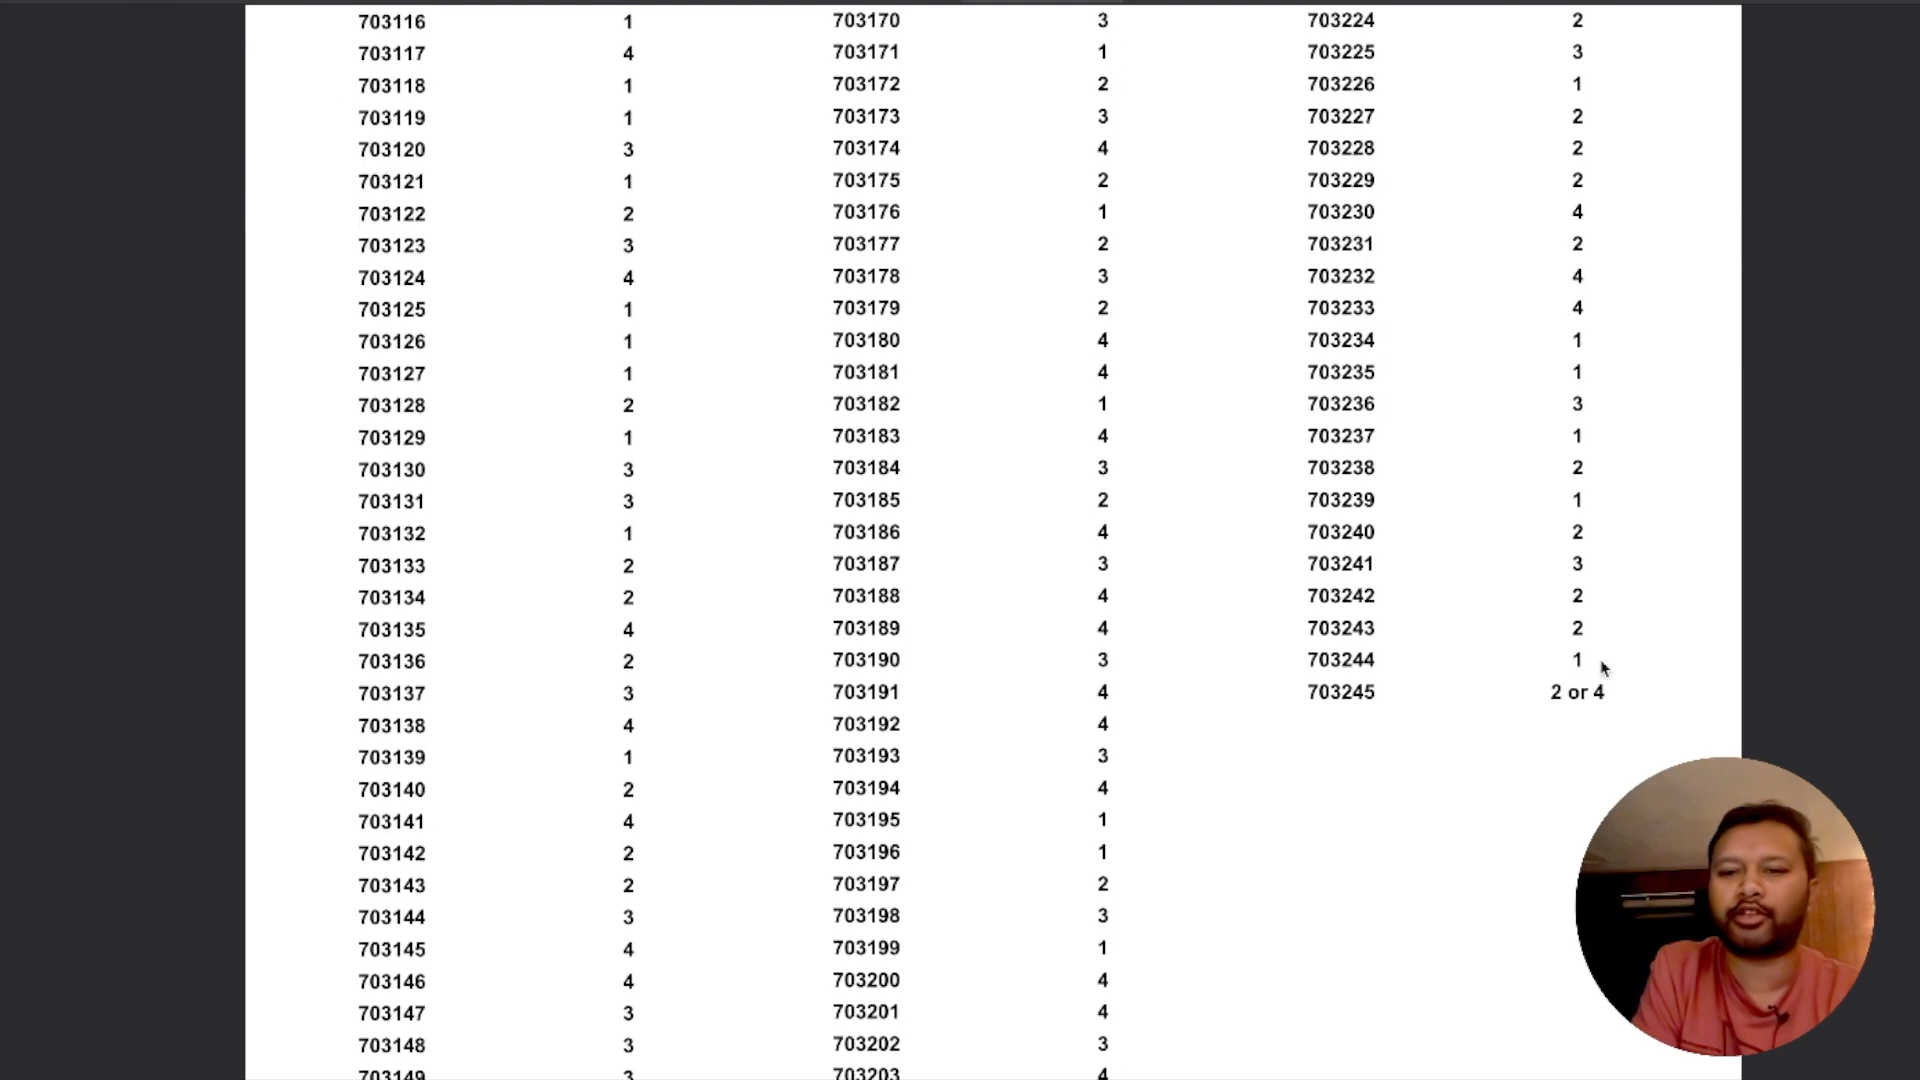 703116 1 703170 3 703224 2
703117 4 703171 1 703225 3
703118 1 703172 2 703226 1
703119 1 703173 3 703227 2
703120 3 703174 4 703228 2
703121 1 703175 2 703229 2
703122 2 703176 1 703230 4
703123 3 703177 2 703231 2
703124 4 703178 3 703232 4
703125 1 703179 2 703233 4
703126 1 703180 4 703234 1
703127 1 703181 4 703235 1
703128 2 703182 1 703236 3
703129 1 703183 4 703237 1
703130 3 703184 3 703238 2
703131 3 703185 2 703239 1
703132 1 703186 4 703240 2
703133 2 703187 3 703241 3
703134 2 703188 4 703242 2
703135 4 703189 4 703243 2
703136 2 703190 3 703244 1
703137 3 703191 4 703245 2 or 4
703138 4 703192 4
703139 1 703193 3
703140 2 703194 4
703141 4 703195 1
703142 2 703196 1
703143 2 703197 2
703144 3 703198 3
703145 4 703199 1
703146 4 703200 4
703147 3 703201 4
703148 3 703202 3
703149 3 703203 4